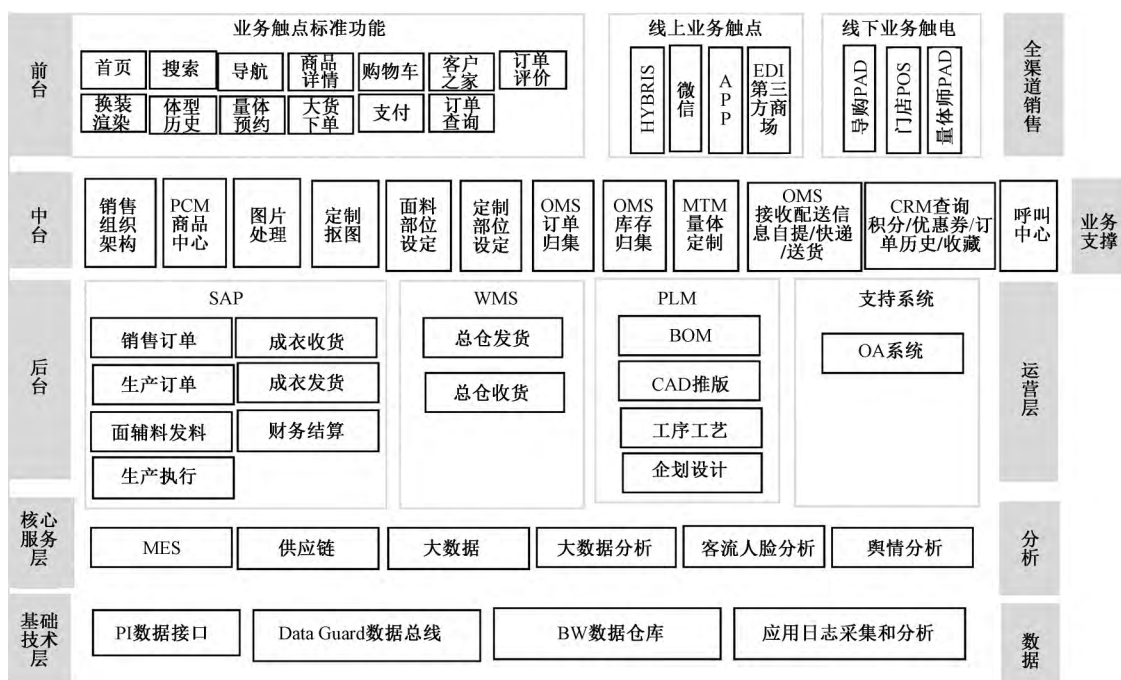 前
台
业务触点标准功能
首页
搜索
导航
商品
详情
购物车
客户
之家
订单
评价
换装
渲染
体型
历史
量体
预约
大货
下单
支付
订单
查询
线上业务触点
HYBRIS
微信
APP
EDI
第三
方商
场
线下业务触电
导购PAD
门店POS
量体师PAD
全
渠
道
销
售
中
台
销售
组织
架构
PCM
商品
中心
图片
处理
定制
抠图
面料
部位
设定
定制
部位
设定
OMS
订单
归集
OMS
库存
归集
MTM
量体
定制
OMS
接收配送信
息自提/快递
/送货
CRM查询
积分/优惠券/订
单历史/收藏
呼叫
中心
业务
支撑
后
台
SAP
销售订单
成衣收货
生产订单
成衣发货
面辅料发料
财务结算
生产执行
WMS
总仓发货
总仓收货
PLM
BOM
CAD推版
工序工艺
企划设计
支持系统
OA系统
运
营
层
核心
服务
层
MES
供应链
大数据
大数据分析
客流人脸分析
舆情分析
分
析
基础
技术
层
PI数据接口
Data Guard数据总线
BW数据仓库
应用日志采集和分析
数
据